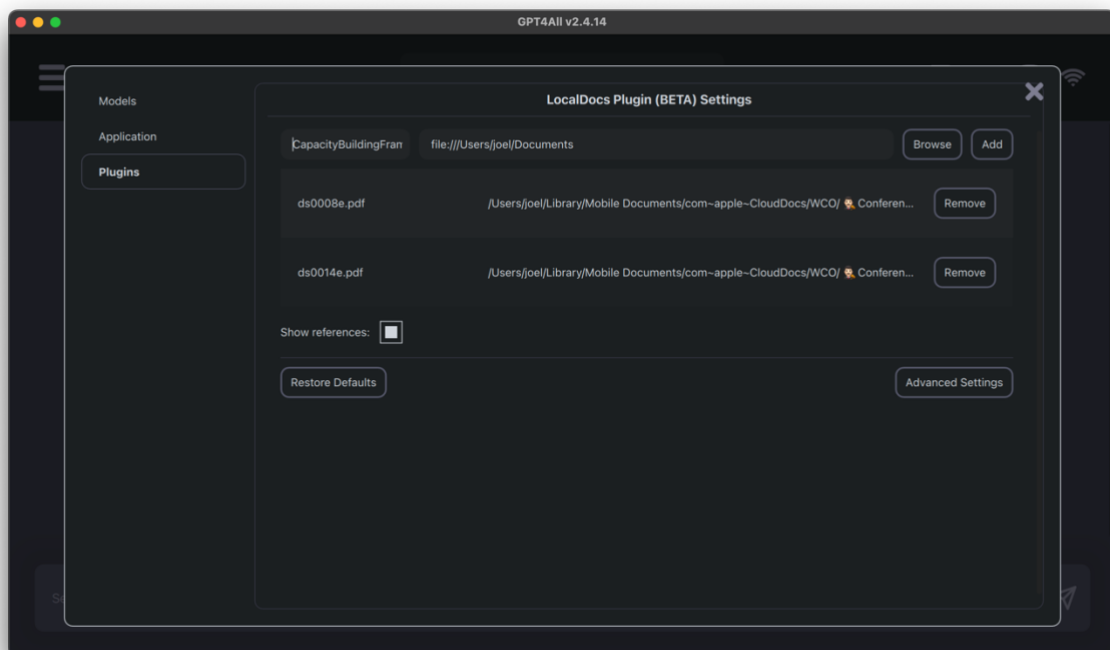 GPT4All v2.4.14
LocalDocs Plugin (BETA) Settings
Models
Application
Plugins
CapacityBuildingFram
file:///Users/joel/Documents
Browse
Add
ds0008e.pdf
/Users/joel/Library/Mobile Documents/com~apple~CloudDocs/WCO/ 🕵🏻 Conferen...
Remove
ds0014e.pdf
/Users/joel/Library/Mobile Documents/com~apple~CloudDocs/WCO/ 🕵🏻 Conferen...
Remove
Show references:
Restore Defaults
Advanced Settings